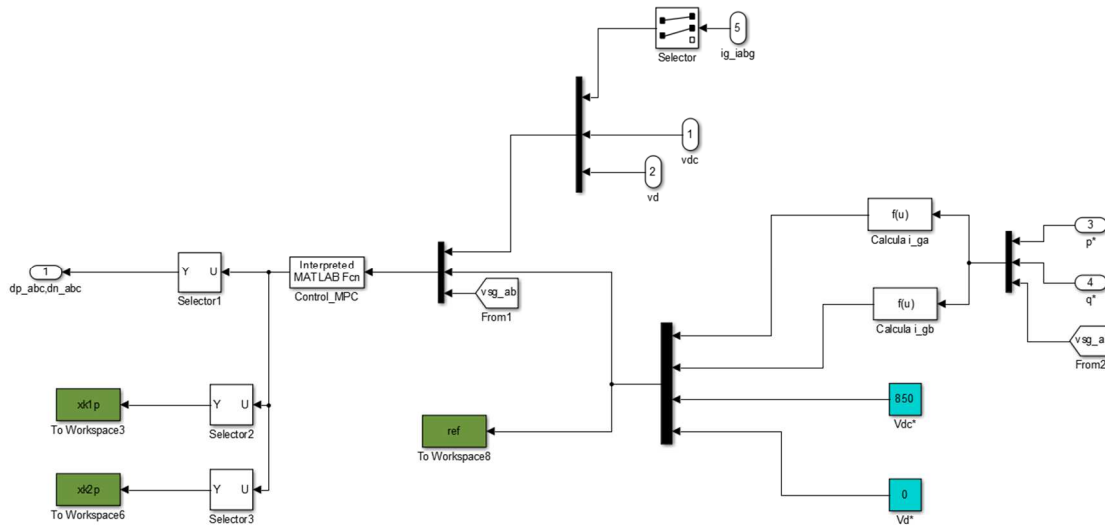 5
Selector
ig_iabg
1
vdc
2
vd
f(u)
Calcula i_ga
3
p*
Interpreted
MATLAB Fcn
Control_MPC
1
dp_abc,dn_abc
Y U
Selector1
vsg_ab
From1
4
q*
f(u)
Calcula i_gb
vsg_a
From2
xk1p
To Workspace3
Y U
Selector2
ref
To Workspace8
850
Vdc*
xk2p
To Workspace6
Y U
Selector3
0
Vd*